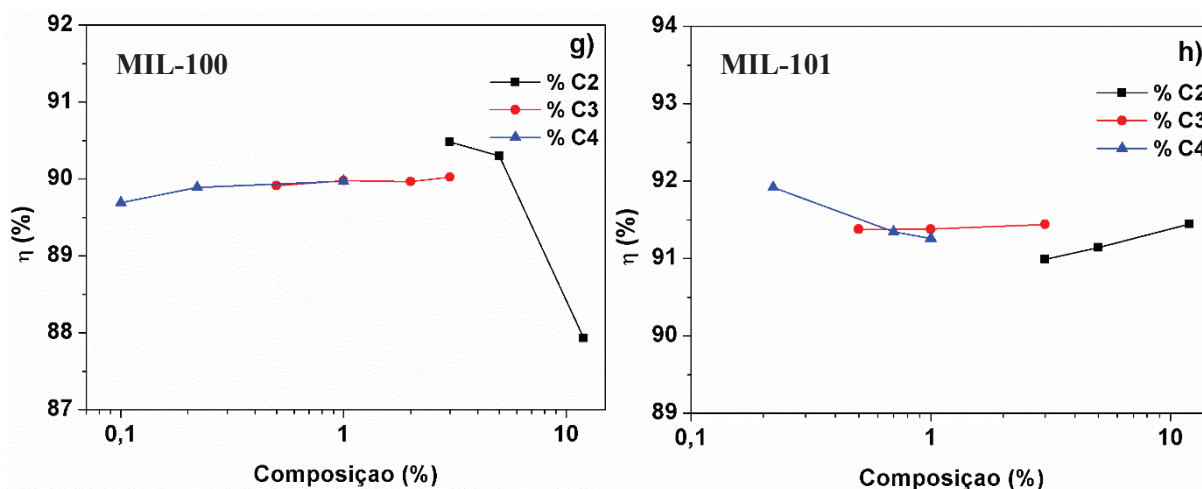 92
91
90
89
88
87
η (%)
MIL-100
g)
% C2
% C3
% C4
0,1
1
10
Composiçao (%)
94
93
92
91
90
89
η (%)
MIL-101
h)
% C2
% C3
% C4
0,1
1
10
Composiçao (%)